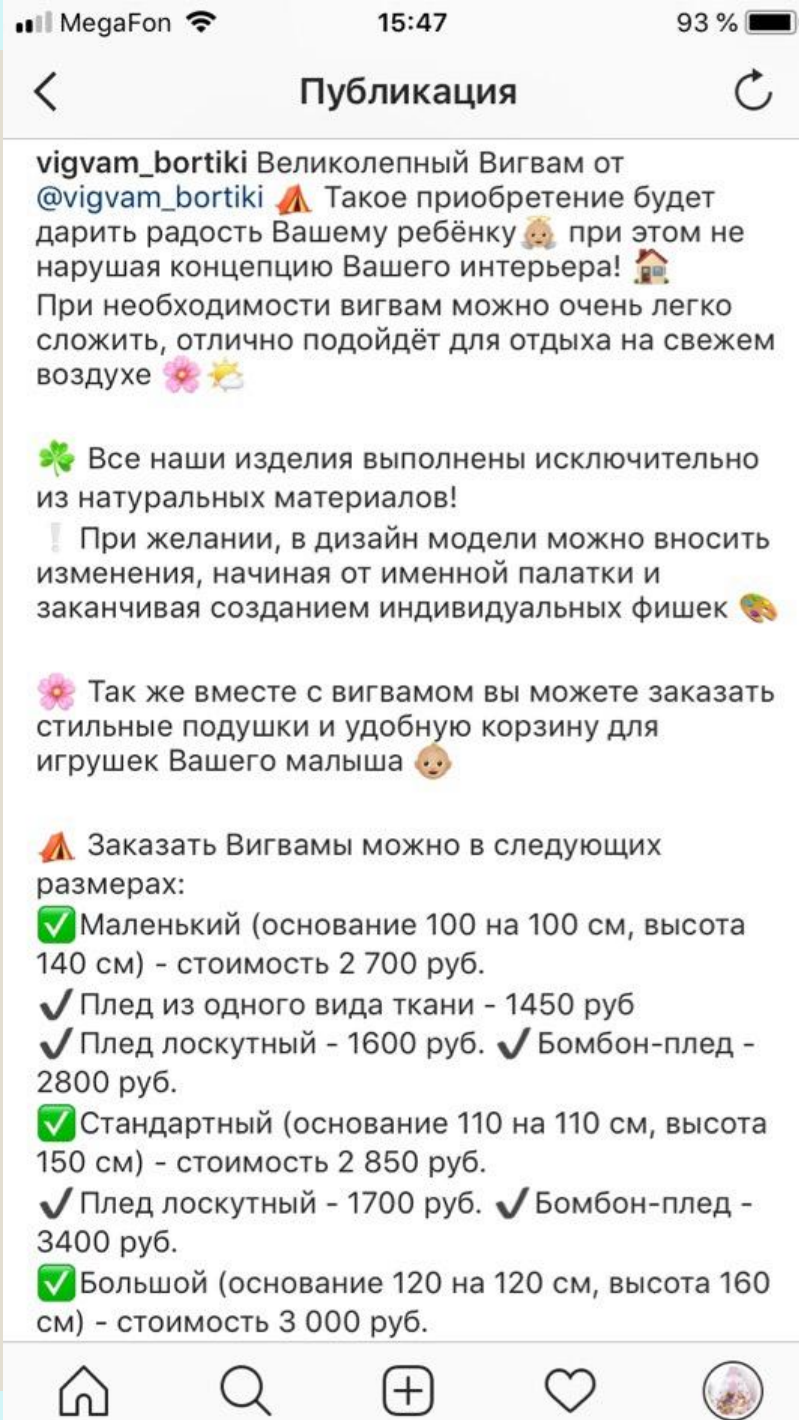 MegaFon 15:47 93 %
Публикация
vigvam_bortiki Великолепный Вигвам от
@vigvam_bortiki ⛺ Такое приобретение будет
дарить радость Вашему ребёнку👼🏼 при этом не
нарушая концепцию Вашего интерьера! 🏠
При необходимости вигвам можно очень легко
сложить, отлично подойдёт для отдыха на свежем
воздухе 🌸🌤
☘️ Все наши изделия выполнены исключительно
из натуральных материалов!
❕ При желании, в дизайн модели можно вносить
изменения, начиная от именной палатки и
заканчивая созданием индивидуальных фишек 🎨
🌸 Так же вместе с вигвамом вы можете заказать
стильные подушки и удобную корзину для
игрушек Вашего малыша 👶🏼
⛺ Заказать Вигвамы можно в следующих
размерах:
✅Маленький (основание 100 на 100 см, высота
140 см) - стоимость 2 700 руб.
✔Плед из одного вида ткани - 1450 руб
✔Плед лоскутный - 1600 руб. ✔Бомбон-плед -
2800 руб.
✅Стандартный (основание 110 на 110 см, высота
150 см) - стоимость 2 850 руб.
✔Плед лоскутный - 1700 руб. ✔Бомбон-плед -
3400 руб.
✅Большой (основание 120 на 120 см, высота 160
см) - стоимость 3 000 руб.